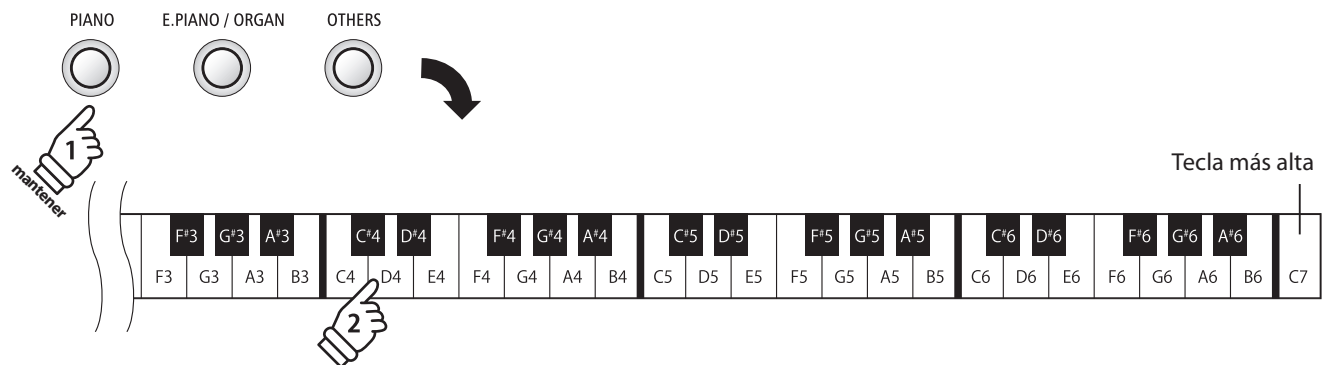 PIANO E.PIANO / ORGAN OTHERS
1
mantener
Tecla más alta
F#3 G#3 A#3 C#4 D#4 F#4 G#4 A#4 C#5 D#5 F#5 G#5 A#5 C#6 D#6 F#6 G#6 A#6
F3 G3 A3 B3 C4 D4 E4 F4 G4 A4 B4 C5 D5 E5 F5 G5 A5 B5 C6 D6 E6 F6 G6 A6 B6 C7
2